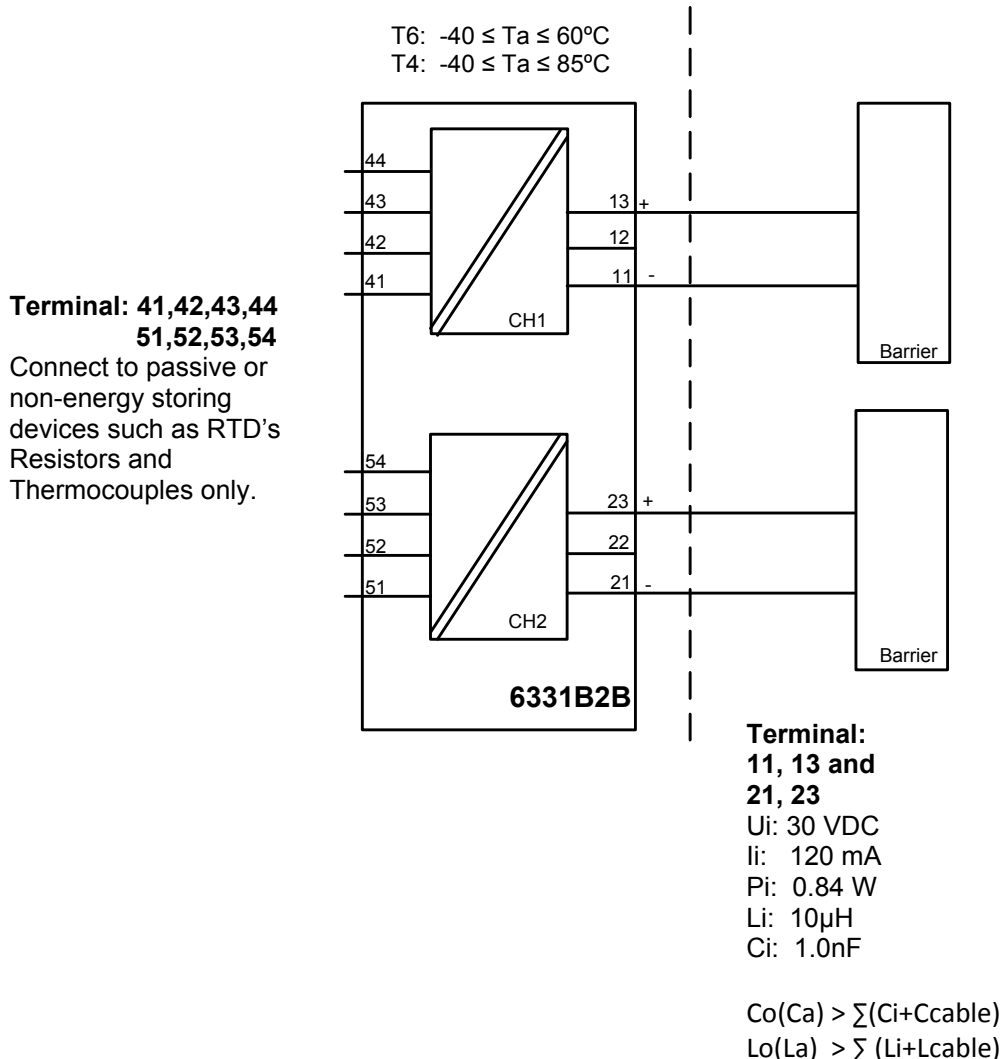 T6: -40 ≤ Ta ≤ 60ºC
T4: -40 ≤ Ta ≤ 85ºC
44
43
42
41
13 +
12
11 -
CH1
Barrier
Terminal: 41,42,43,44
51,52,53,54
Connect to passive or
non-energy storing
devices such as RTD’s
Resistors and
Thermocouples only.
54
53
52
51
23 +
22
21 -
CH2
Barrier
6331B2B
Terminal:
11, 13 and
21, 23
Ui: 30 VDC
Ii: 120 mA
Pi: 0.84 W
Li: 10µH
Ci: 1.0nF
Co(Ca) > ∑(Ci+Ccable)
Lo(La) > ∑ (Li+Lcable)